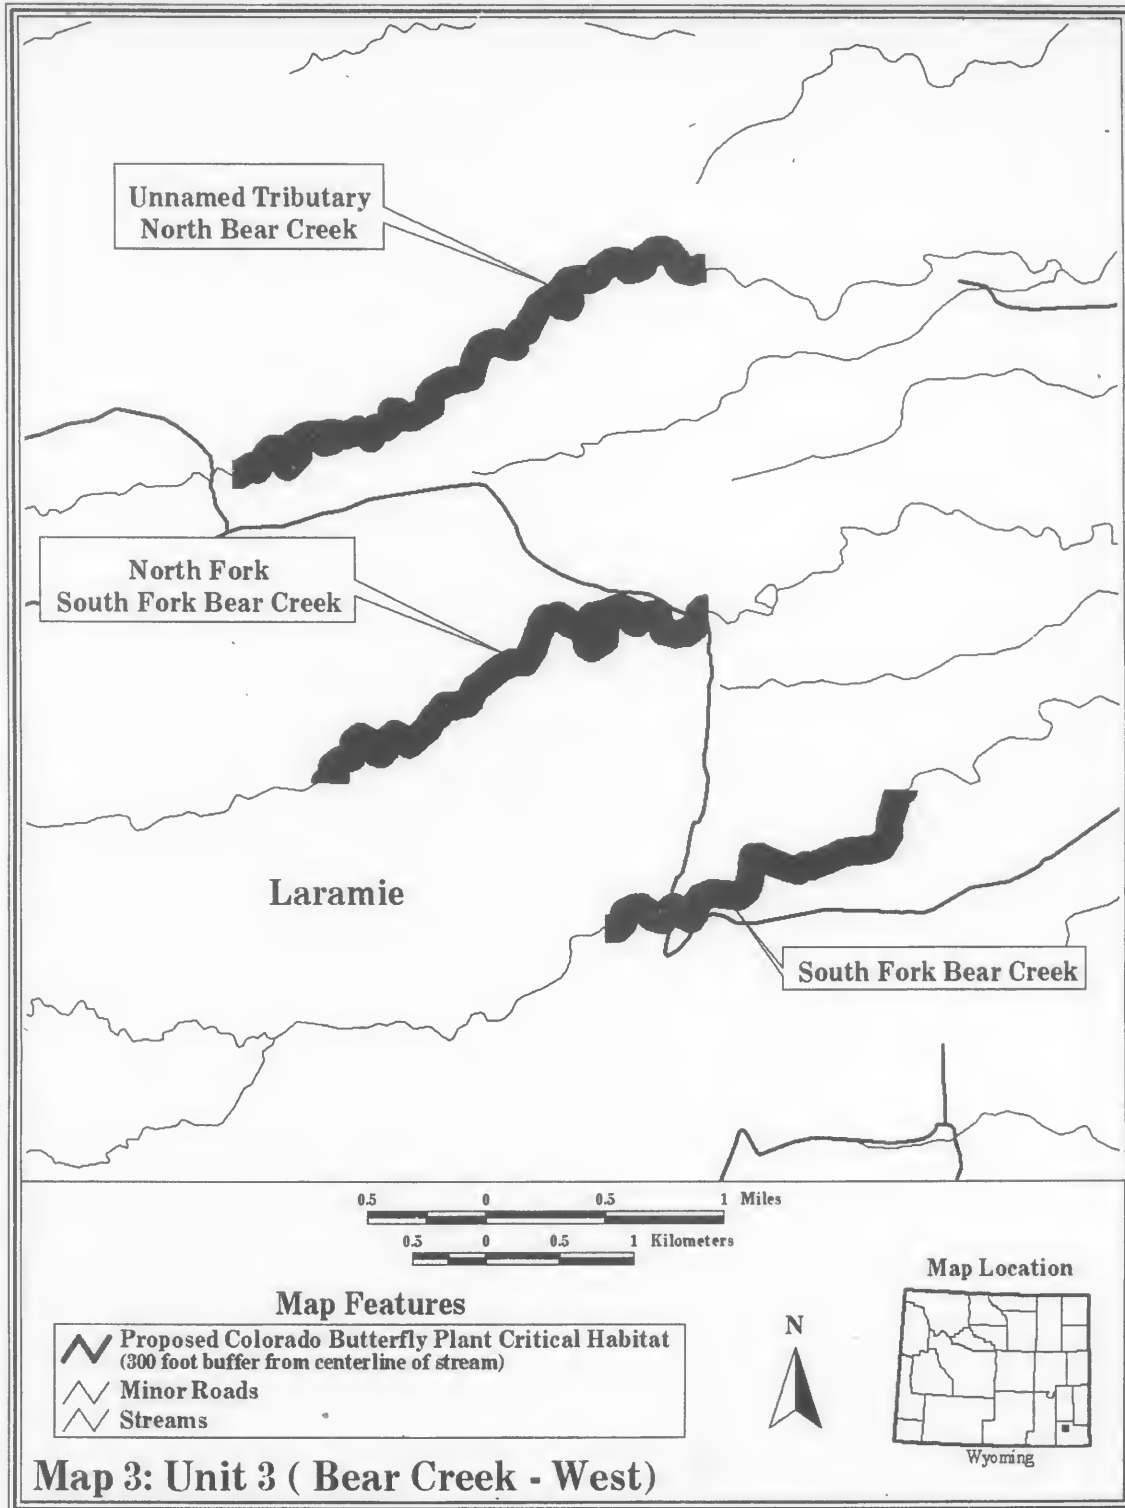 Unnamed Tributary
North Bear Creek
North Fork
South Fork Bear Creek
Laramie
South Fork Bear Creek
0.5 0 0.5 1 Miles
0.5 0 0.5 1 Kilometers
Map Features
Proposed Colorado Butterfly Plant Critical Habitat
(300 foot buffer from centerline of stream)
Minor Roads
Streams
N
Map Location
Wyoming
Map 3: Unit 3 ( Bear Creek - West)